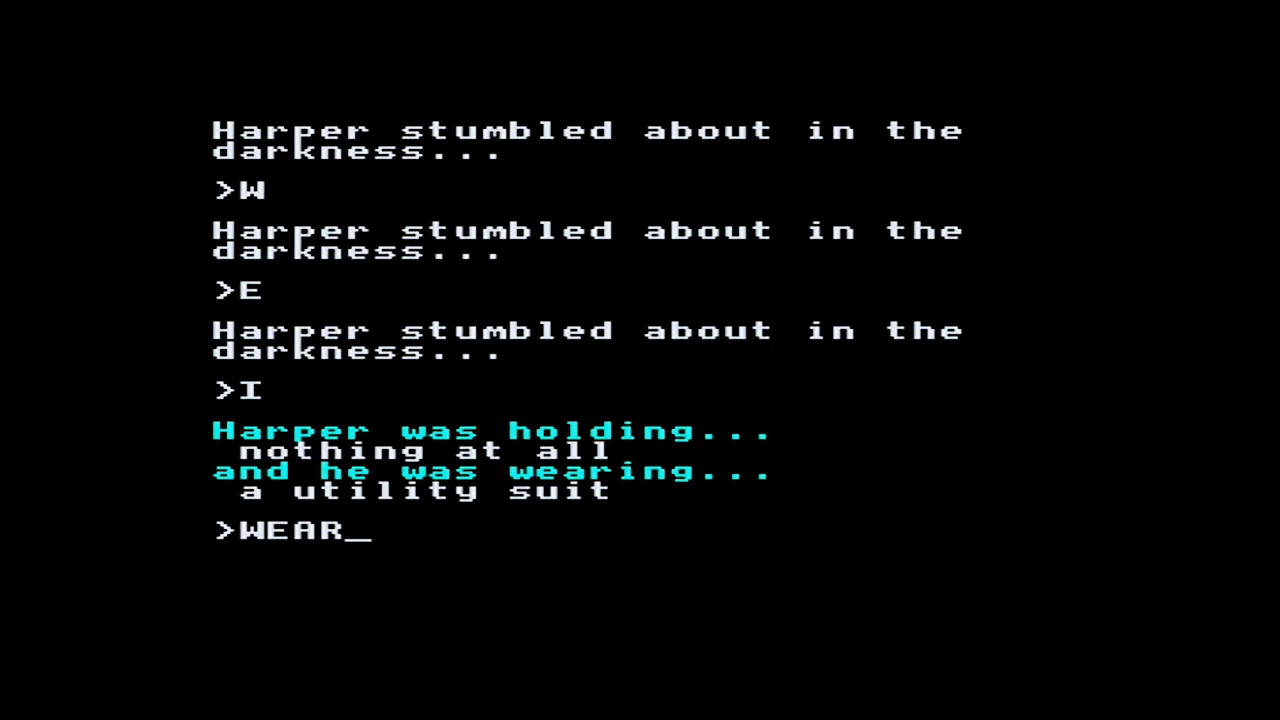 Harper stumbled about in the
darkness...
>W
Harper stumbled about in the
darkness...
>E
Harper stumbled about in the
darkness...
>I
Harper was holding...
nothing at all
and he was wearing...
a utility suit
>WEAR_